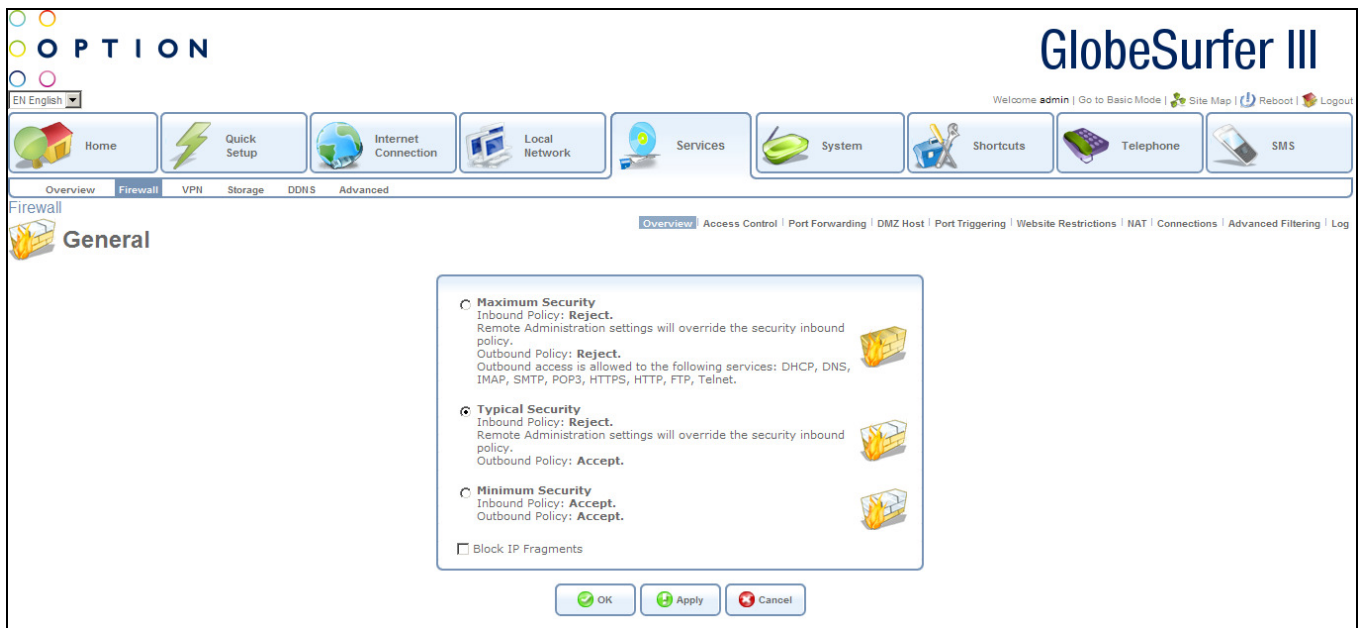 OPTION
GlobeSurfer III
EN English
Welcome admin | Go to Basic Mode | Site Map | Reboot | Logout
Home
Quick Setup
Internet Connection
Local Network
Services
System
Shortcuts
Telephone
SMS
Overview Firewall VPN Storage DDNS Advanced
Firewall
General
Overview | Access Control | Port Forwarding | DMZ Host | Port Triggering | Website Restrictions | NAT | Connections | Advanced Filtering | Log
Maximum Security
Inbound Policy: Reject.
Remote Administration settings will override the security inbound
policy.
Outbound Policy: Reject.
Outbound access is allowed to the following services: DHCP, DNS,
IMAP, SMTP, POP3, HTTPS, HTTP, FTP, Telnet.
Typical Security
Inbound Policy: Reject.
Remote Administration settings will override the security inbound
policy.
Outbound Policy: Accept.
Minimum Security
Inbound Policy: Accept.
Outbound Policy: Accept.
Block IP Fragments
OK
Apply
Cancel